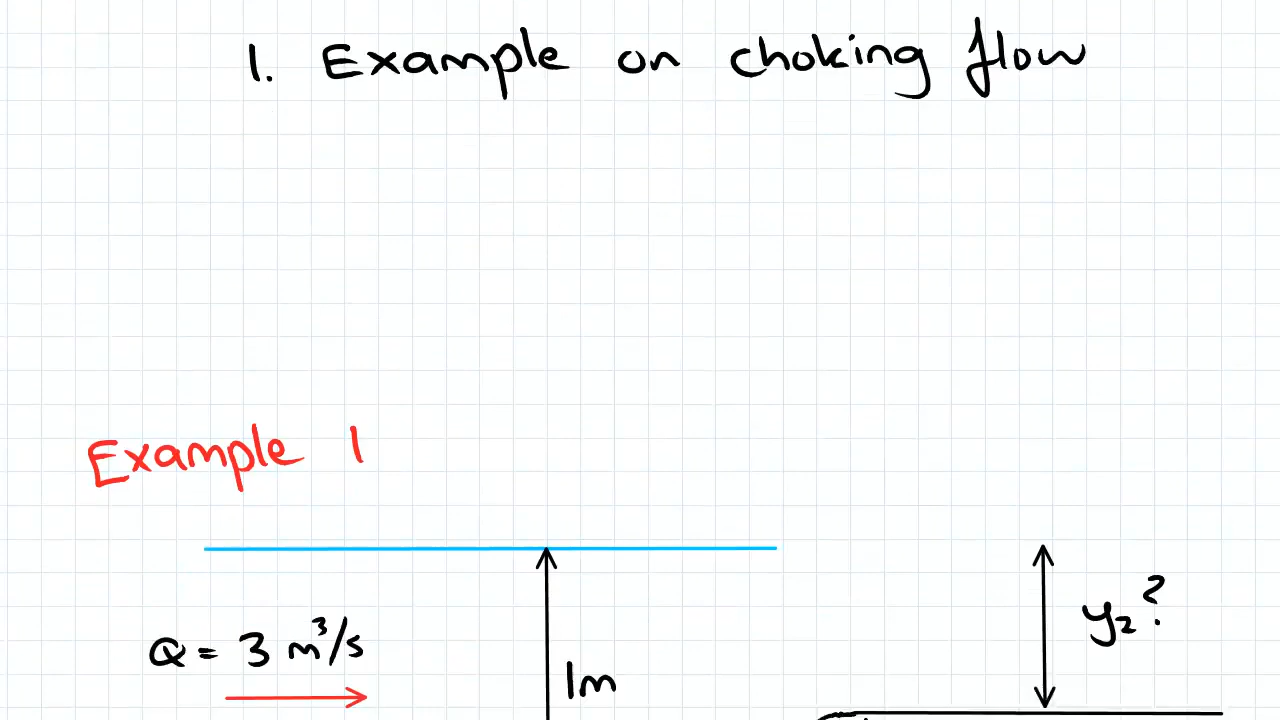 1. Example on choking flow
Example 1
Q = 3 m³/s
1m
y₂?